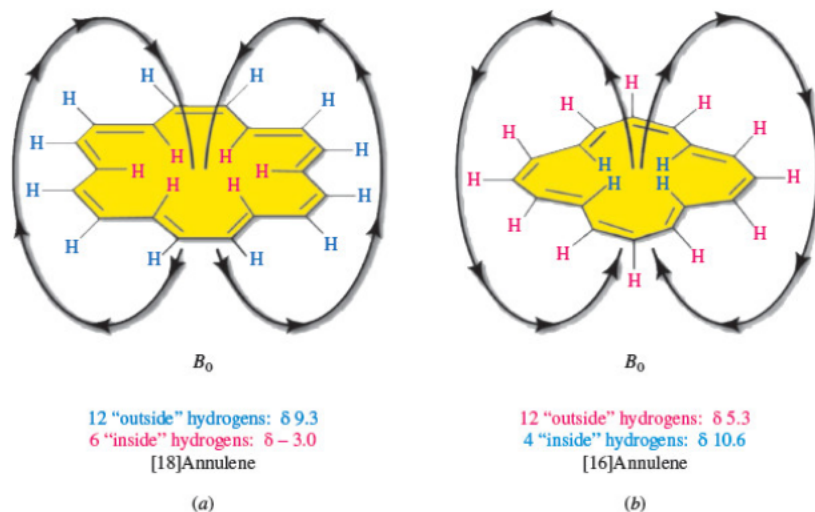 H H
H H
H H
H H
H H
H H
H H
H H
H H
B₀
12 “outside” hydrogens: δ 9.3
6 “inside” hydrogens: δ – 3.0
[18]Annulene
(a)
H
H H
H H
H H
H H
H H
H H
H H
H
B₀
12 “outside” hydrogens: δ 5.3
4 “inside” hydrogens: δ 10.6
[16]Annulene
(b)